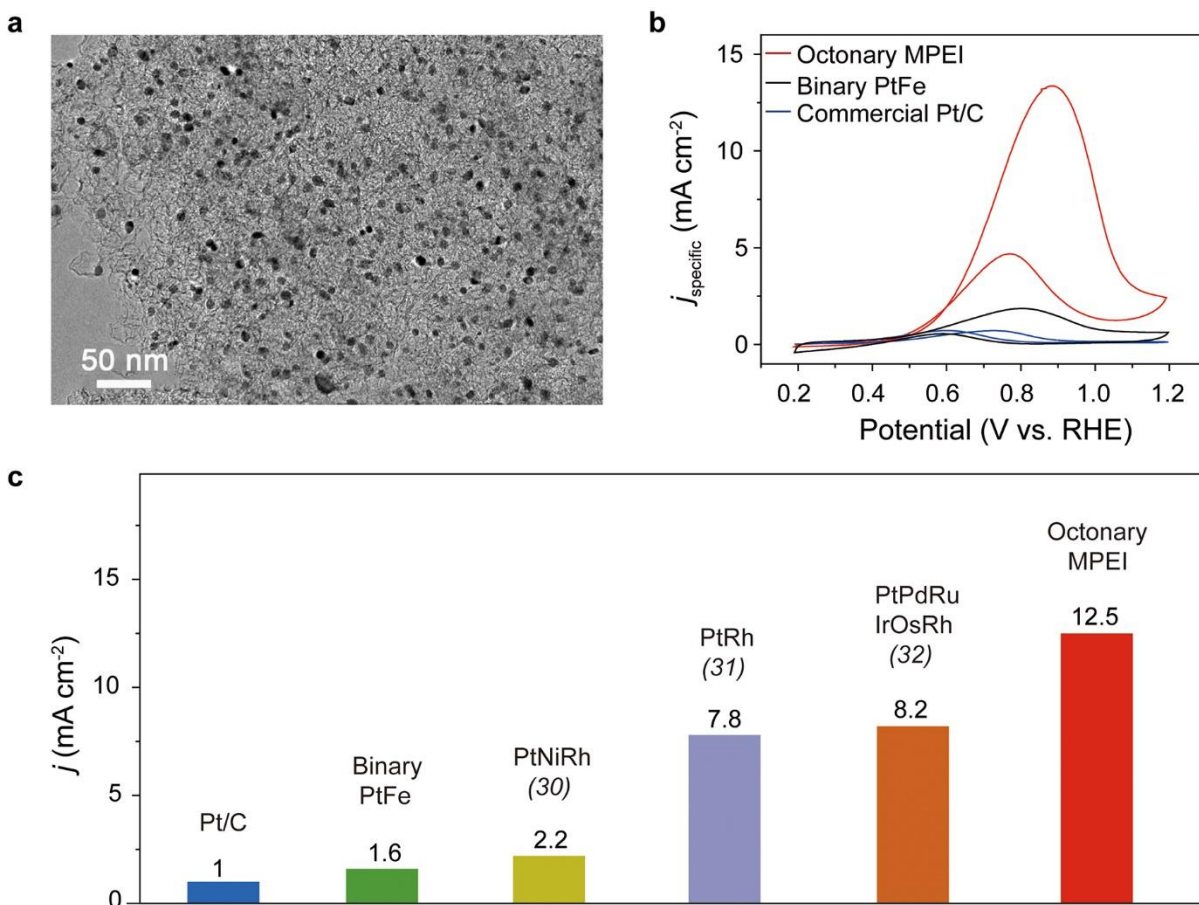 a
50 nm
b
15
10
5
0
j specific (mA cm-2)
Octonary MPEI
Binary PtFe
Commercial Pt/C
0.2 0.4 0.6 0.8 1.0 1.2
Potential (V vs. RHE)
c
15
10
5
0
j (mA cm-2)
Pt/C
1
Binary
PtFe
1.6
PtNiRh
(30)
2.2
PtRh
(31)
7.8
PtPdRu
IrOsRh
(32)
8.2
Octonary
MPEI
12.5